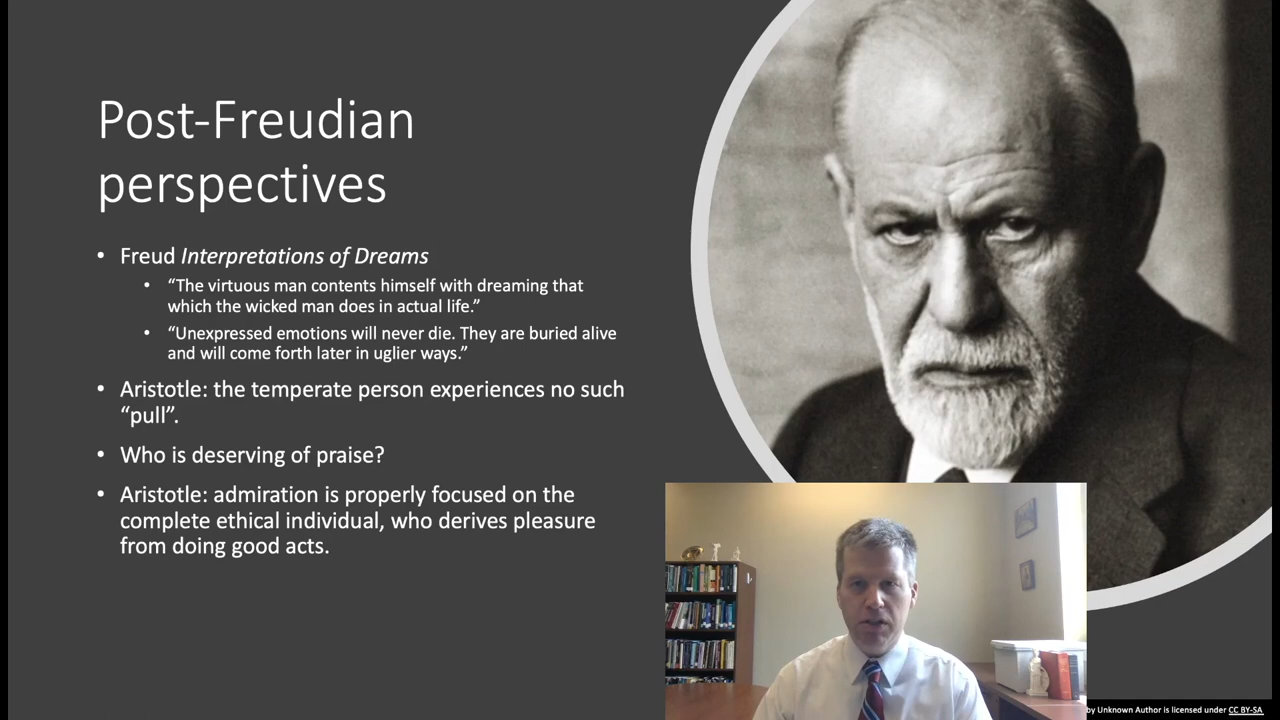 Post-Freudian
perspectives
• Freud Interpretations of Dreams
• “The virtuous man contents himself with dreaming that
which the wicked man does in actual life.”
• “Unexpressed emotions will never die. They are buried alive
and will come forth later in uglier ways.”
• Aristotle: the temperate person experiences no such
“pull”.
• Who is deserving of praise?
• Aristotle: admiration is properly focused on the
complete ethical individual, who derives pleasure
from doing good acts.
by Unknown Author is licensed under CC BY-SA